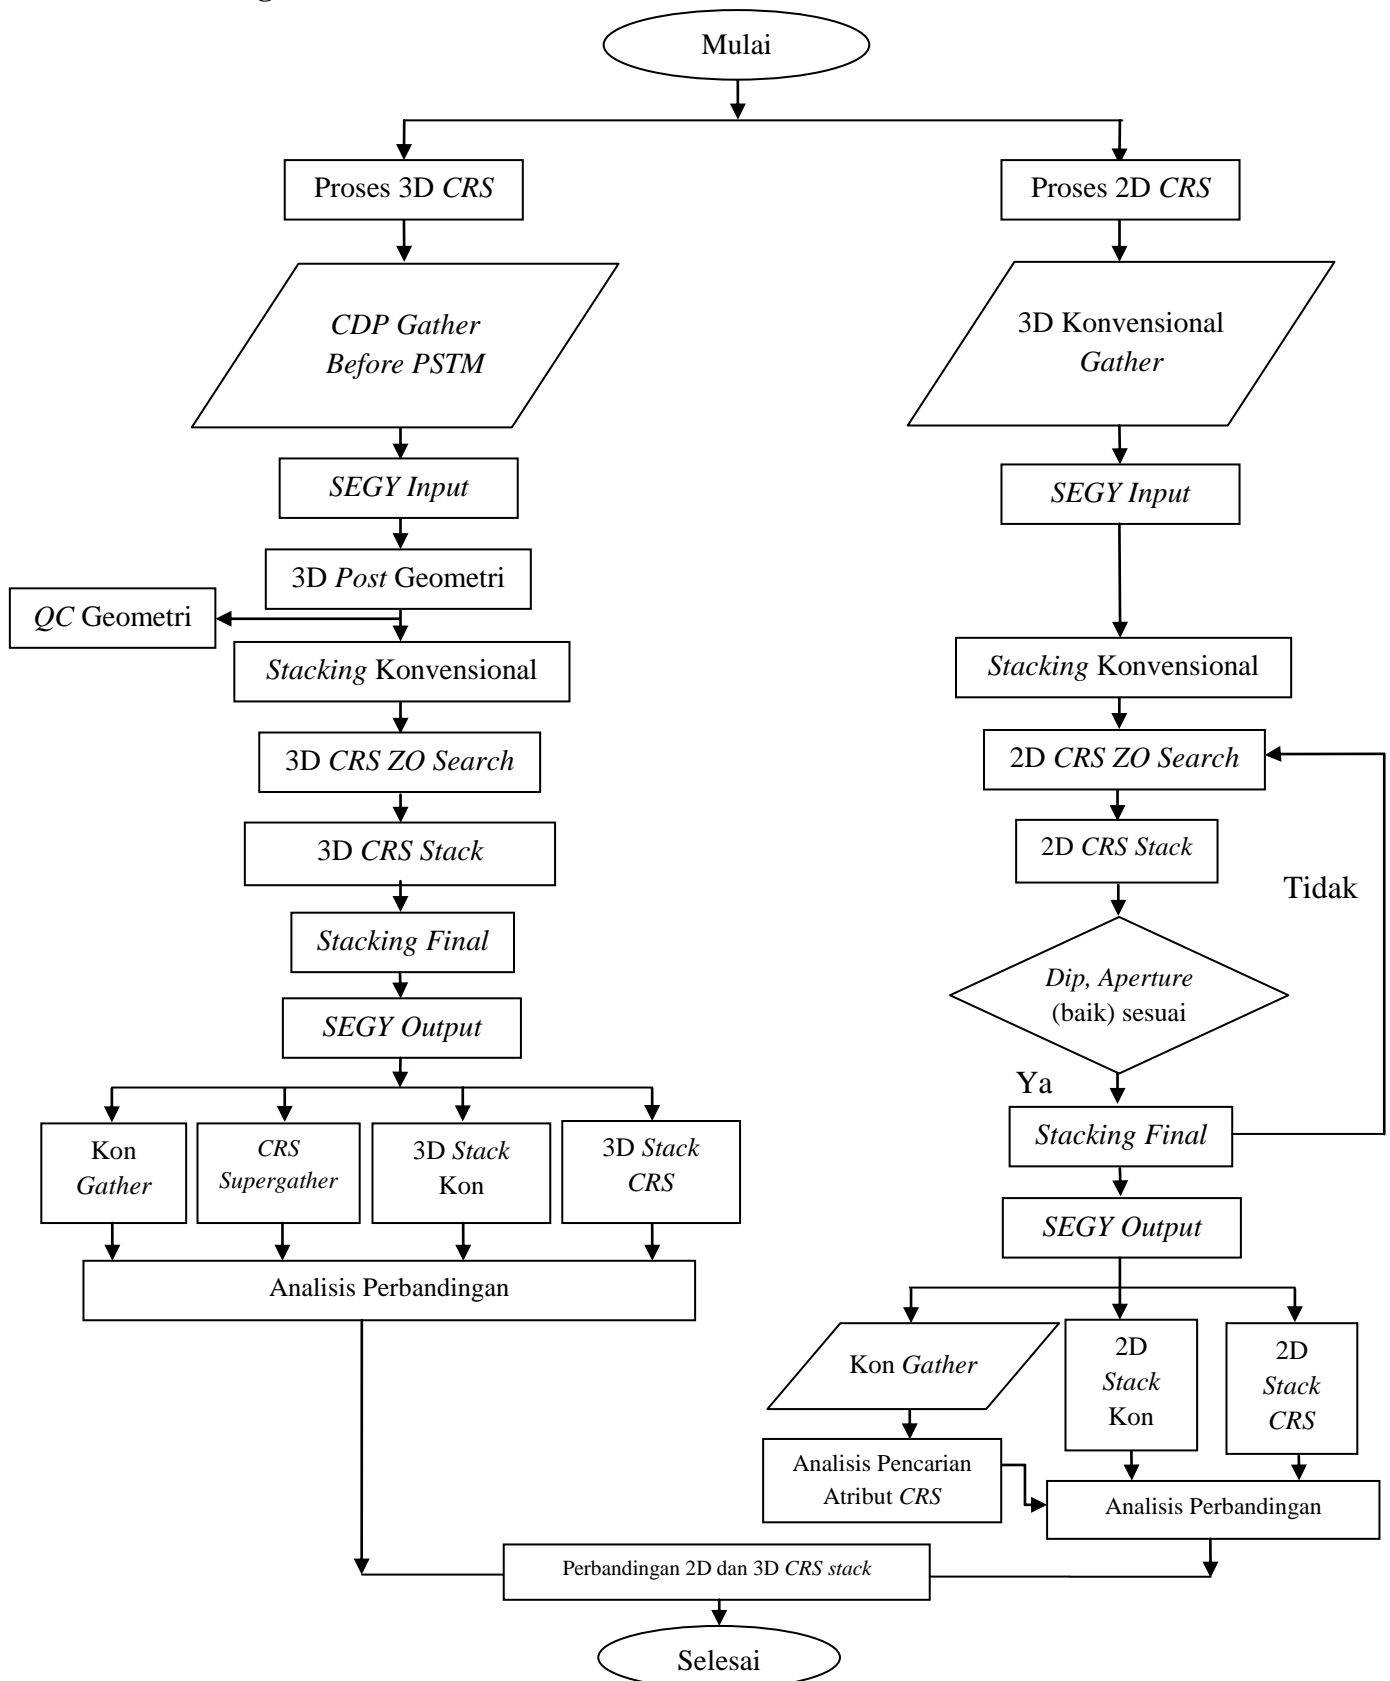 Mulai
Proses 3D CRS
CDP Gather
Before PSTM
SEGY Input
3D Post Geometri
QC Geometri
Stacking Konvensional
3D CRS ZO Search
3D CRS Stack
Stacking Final
SEGY Output
Kon
Gather
CRS
Supergather
3D Stack
Kon
3D Stack
CRS
Analisis Perbandingan
Proses 2D CRS
3D Konvensional
Gather
SEGY Input
Stacking Konvensional
2D CRS ZO Search
2D CRS Stack
Tidak
Dip, Aperture
(baik) sesuai
Ya
Stacking Final
SEGY Output
Kon Gather
2D
Stack
Kon
2D
Stack
CRS
Analisis Pencarian
Atribut CRS
Analisis Perbandingan
Perbandingan 2D dan 3D CRS stack
Selesai